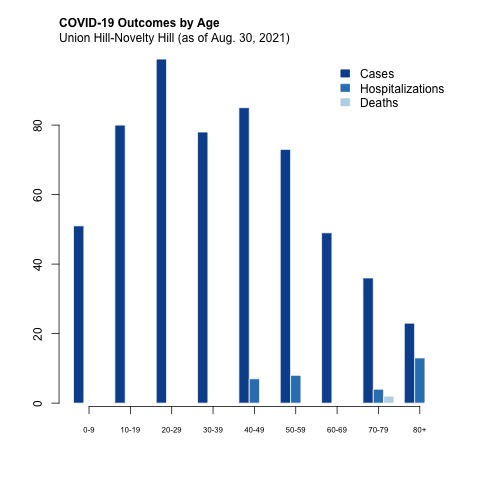 COVID-19 Outcomes by Age
Union Hill-Novelty Hill (as of Aug. 30, 2021)
Cases
Hospitalizations
Deaths
80
60
40
20
0
0-9 10-19 20-29 30-39 40-49 50-59 60-69 70-79 80+